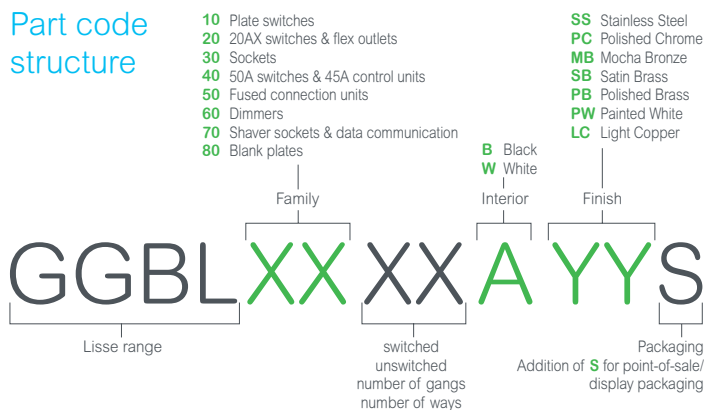 Part code
structure
10 Plate switches
20 20AX switches & flex outlets
30 Sockets
40 50A switches & 45A control units
50 Fused connection units
60 Dimmers
70 Shaver sockets & data communication
80 Blank plates
Family
B Black
W White
Interior
SS Stainless Steel
PC Polished Chrome
MB Mocha Bronze
SB Satin Brass
PB Polished Brass
PW Painted White
LC Light Copper
Finish
GGBL XX XX A YY S
Lisse range
switched
unswitched
number of gangs
number of ways
Packaging
Addition of S for point-of-sale/
display packaging